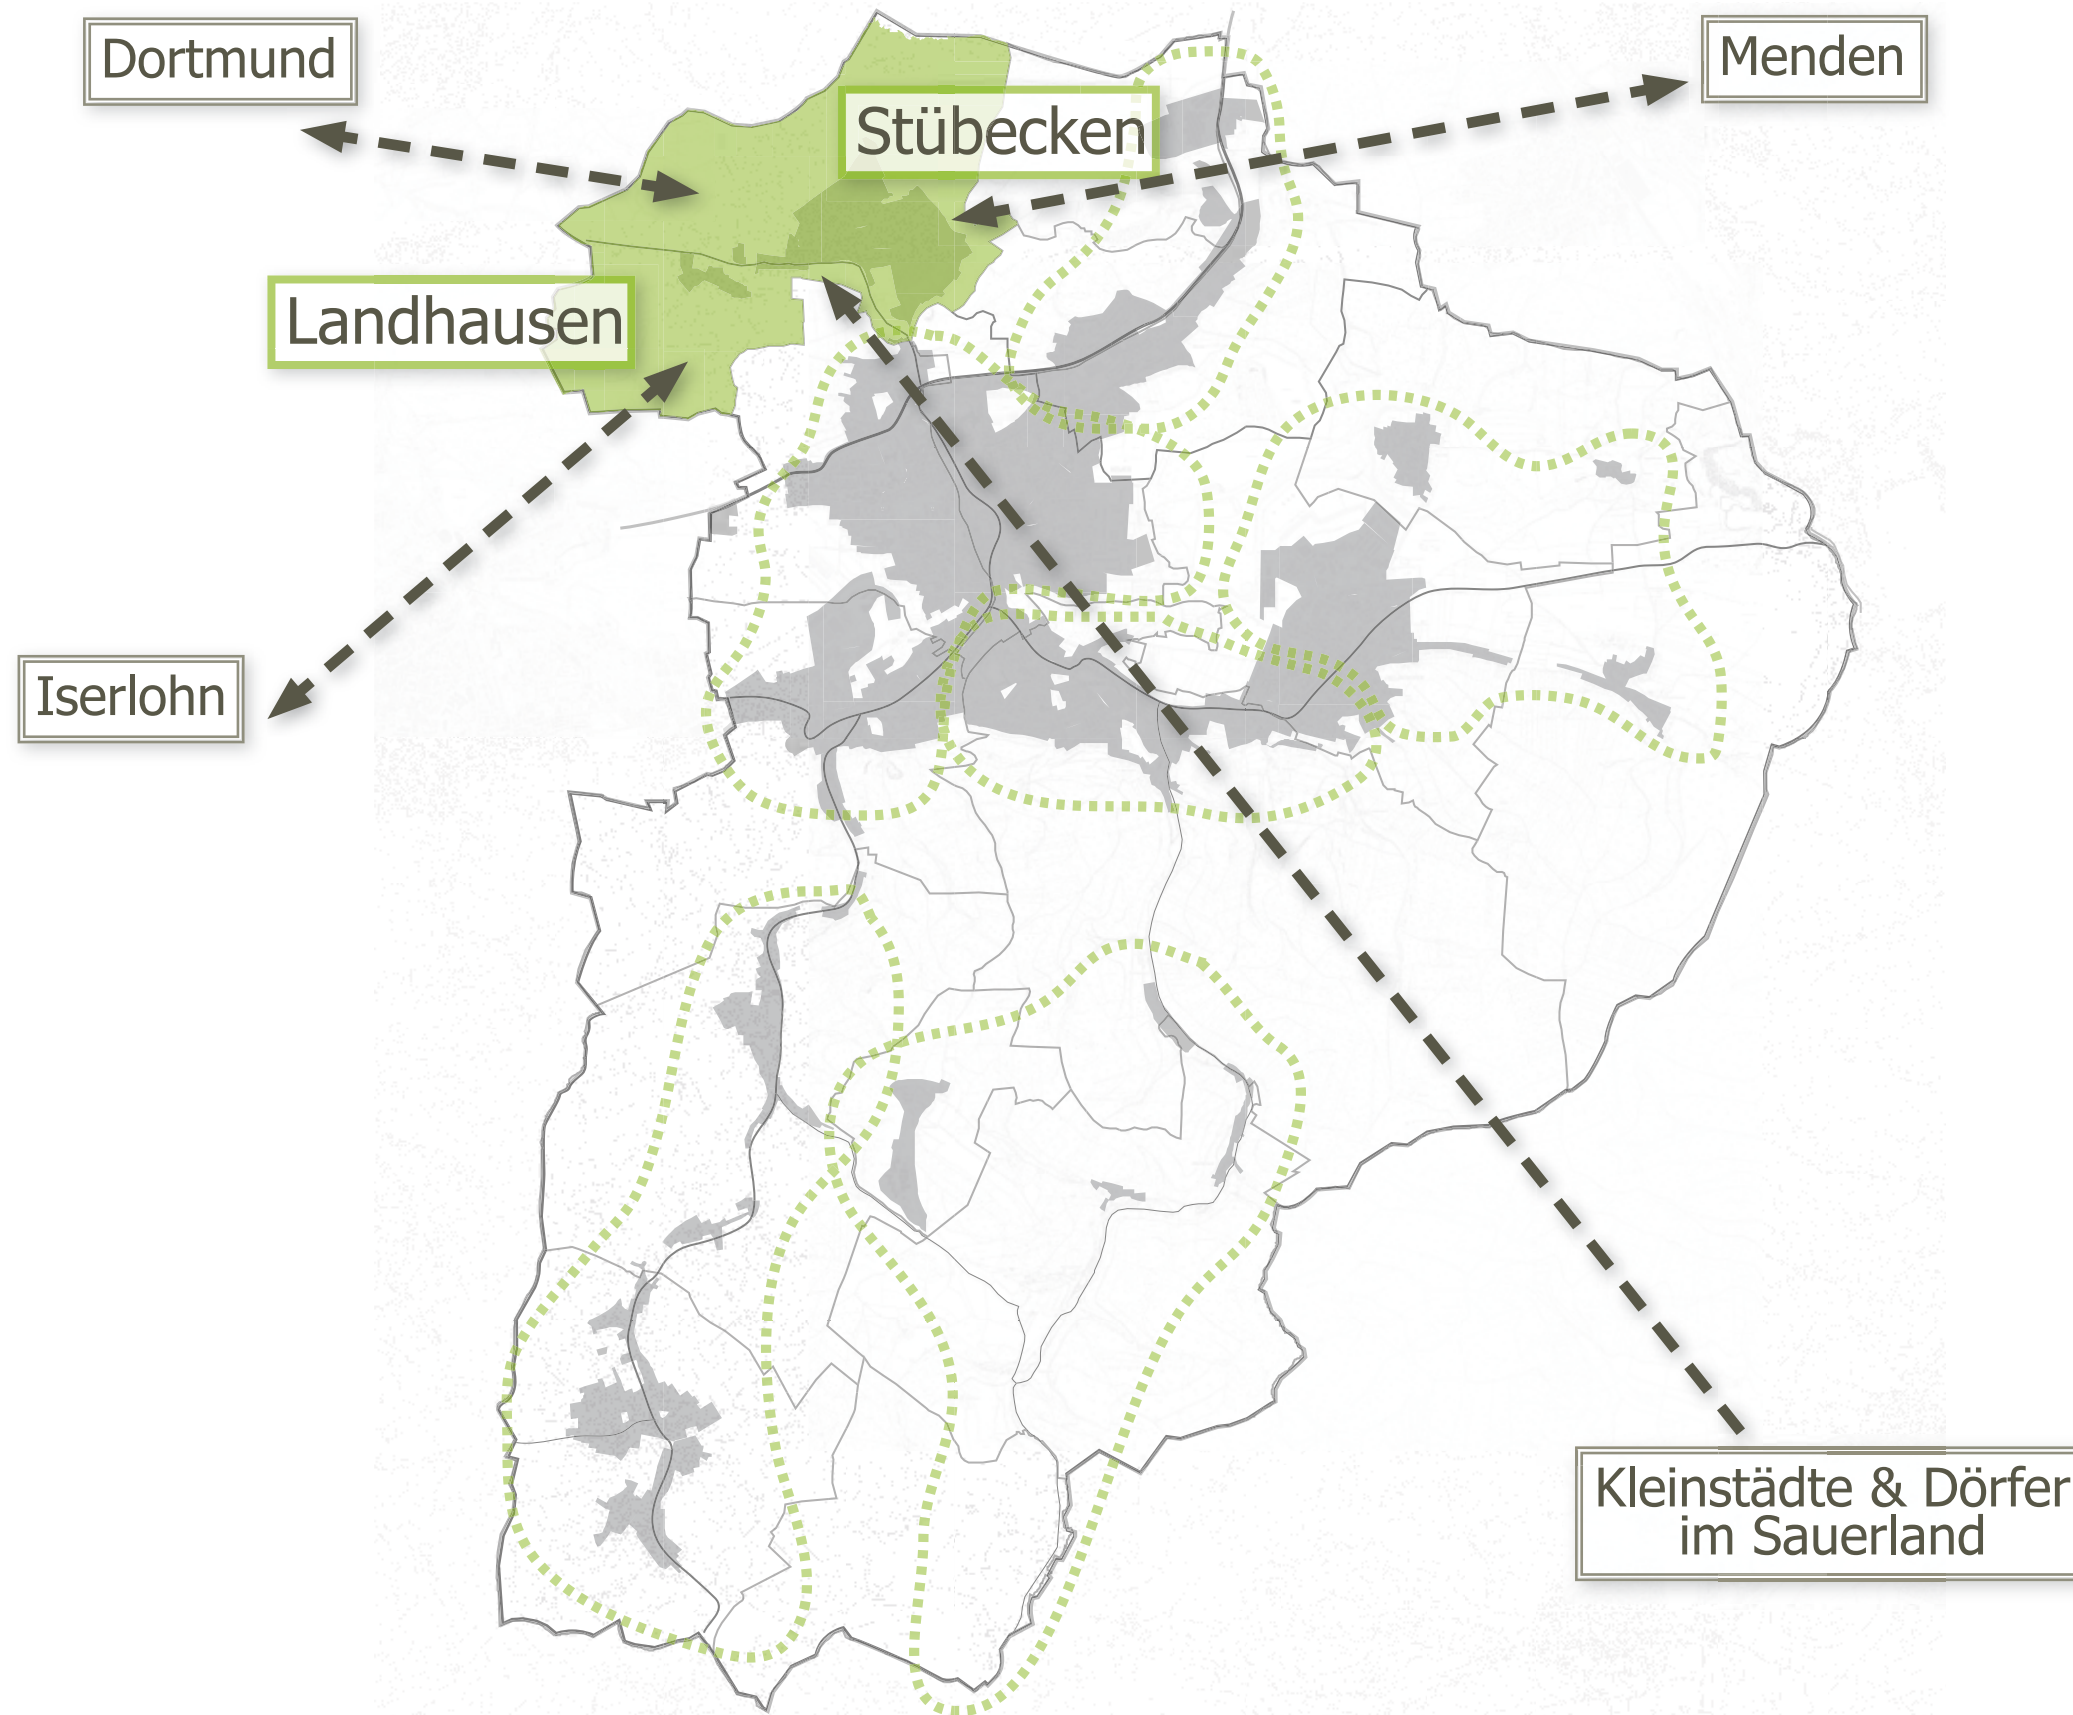 Dortmund
Menden
Stübecken
Landhausen
Iserlohn
Kleinstädte & Dörfer
im Sauerland